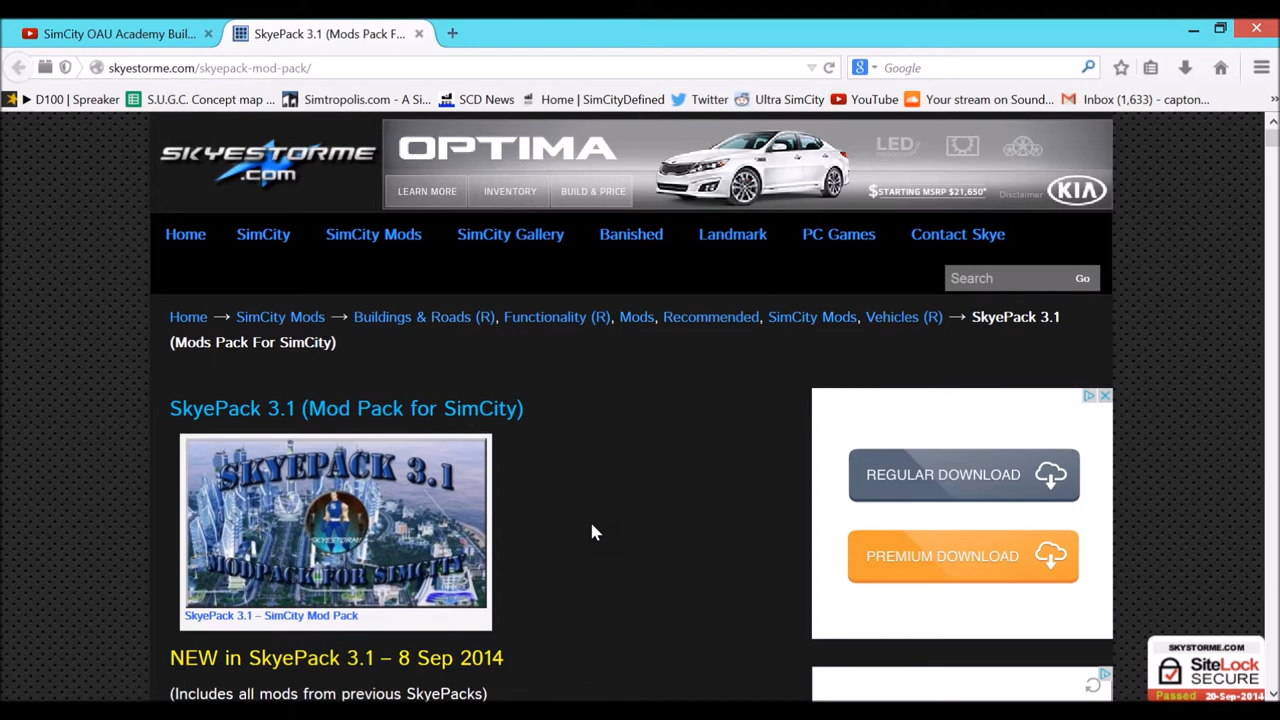 SimCity OAU Academy Buil...
SkyePack 3.1 (Mods Pack F...
skyestorme.com/skyepack-mod-pack/
Google
D100 | Spreaker
S.U.G.C. Concept map ...
Simtropolis.com - A Si...
SCD News
Home | SimCityDefined
Twitter
Ultra SimCity
YouTube
Your stream on Sound...
Inbox (1,633) - capton...
SKYESTORME
.COM
OPTIMA
LED
LEARN MORE
INVENTORY
BUILD & PRICE
$STARTING MSRP $21,650*
Disclaimer
KIA
Home
SimCity
SimCity Mods
SimCity Gallery
Banished
Landmark
PC Games
Contact Skye
Search
Go
Home → SimCity Mods → Buildings & Roads (R), Functionality (R), Mods, Recommended, SimCity Mods, Vehicles (R) → SkyePack 3.1
(Mods Pack For SimCity)
SkyePack 3.1 (Mod Pack for SimCity)
SKYEPACK 3.1
SKYESTORME
MODPACK FOR SIMCITY
SkyePack 3.1 – SimCity Mod Pack
NEW in SkyePack 3.1 – 8 Sep 2014
(Includes all mods from previous SkyePacks)
REGULAR DOWNLOAD
PREMIUM DOWNLOAD
SKYSTORME.COM
SiteLock
SECURE
Passed 20-Sep-2014